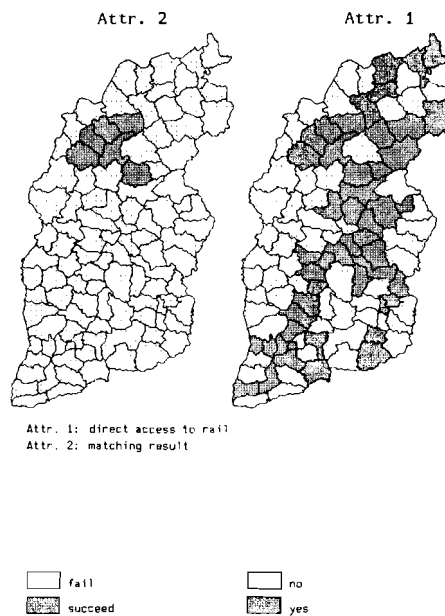 Attr. 2
Attr. 1
Attr. 1: direct access to rail
Attr. 2: matching result
fail
no
succeed
yes